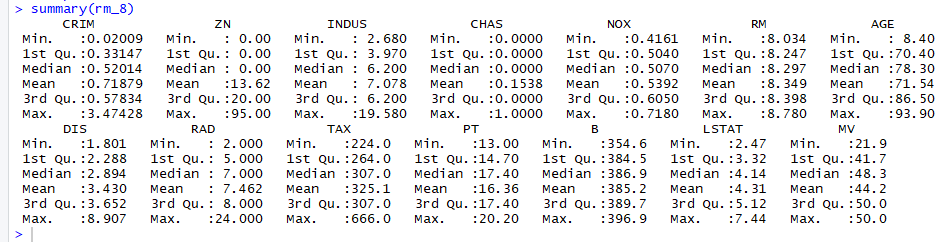 > summary(rm_8)
CRIM ZN INDUS CHAS NOX RM AGE
Min. :0.02009 Min. : 0.00 Min. : 2.680 Min. :0.0000 Min. :0.4161 Min. :8.034 Min. : 8.40
1st Qu.:0.33147 1st Qu.: 0.00 1st Qu.: 3.970 1st Qu.:0.0000 1st Qu.:0.5040 1st Qu.:8.247 1st Qu.:70.40
Median :0.52014 Median : 0.00 Median : 6.200 Median :0.0000 Median :0.5070 Median :8.297 Median :78.30
Mean :0.71879 Mean :13.62 Mean : 7.078 Mean :0.1538 Mean :0.5392 Mean :8.349 Mean :71.54
3rd Qu.:0.57834 3rd Qu.:20.00 3rd Qu.: 6.200 3rd Qu.:0.0000 3rd Qu.:0.6050 3rd Qu.:8.398 3rd Qu.:86.50
Max. :3.47428 Max. :95.00 Max. :19.580 Max. :1.0000 Max. :0.7180 Max. :8.780 Max. :93.90
DIS RAD TAX PT B LSTAT MV
Min. :1.801 Min. : 2.000 Min. :224.0 Min. :13.00 Min. :354.6 Min. :2.47 Min. :21.9
1st Qu.:2.288 1st Qu.: 5.000 1st Qu.:264.0 1st Qu.:14.70 1st Qu.:384.5 1st Qu.:3.32 1st Qu.:41.7
Median :2.894 Median : 7.000 Median :307.0 Median :17.40 Median :386.9 Median :4.14 Median :48.3
Mean :3.430 Mean : 7.462 Mean :325.1 Mean :16.36 Mean :385.2 Mean :4.31 Mean :44.2
3rd Qu.:3.652 3rd Qu.: 8.000 3rd Qu.:307.0 3rd Qu.:17.40 3rd Qu.:389.7 3rd Qu.:5.12 3rd Qu.:50.0
Max. :8.907 Max. :24.000 Max. :666.0 Max. :20.20 Max. :396.9 Max. :7.44 Max. :50.0
>